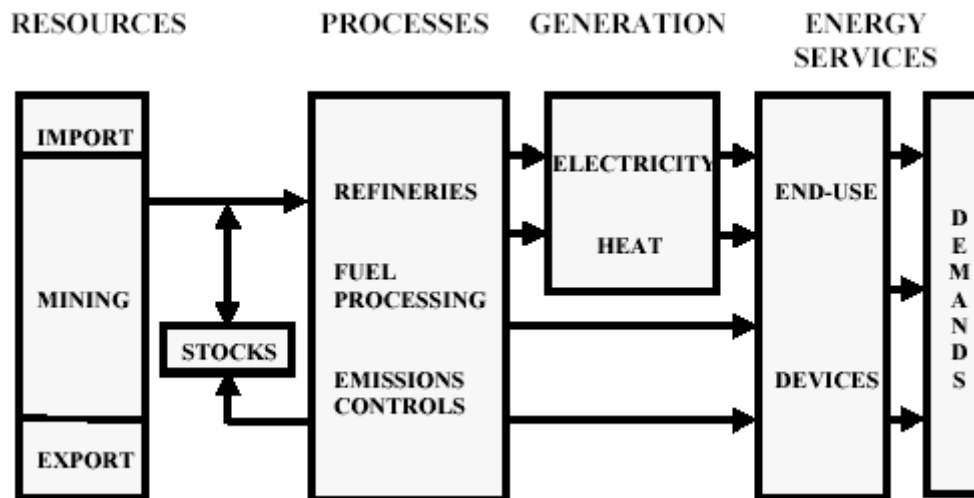 RESOURCES
PROCESSES
GENERATION
ENERGY
SERVICES
IMPORT
MINING
EXPORT
STOCKS
REFINERIES
FUEL
PROCESSING
EMISSIONS
CONTROLS
ELECTRICITY
HEAT
END-USE
DEVICES
D
E
M
A
N
D
S